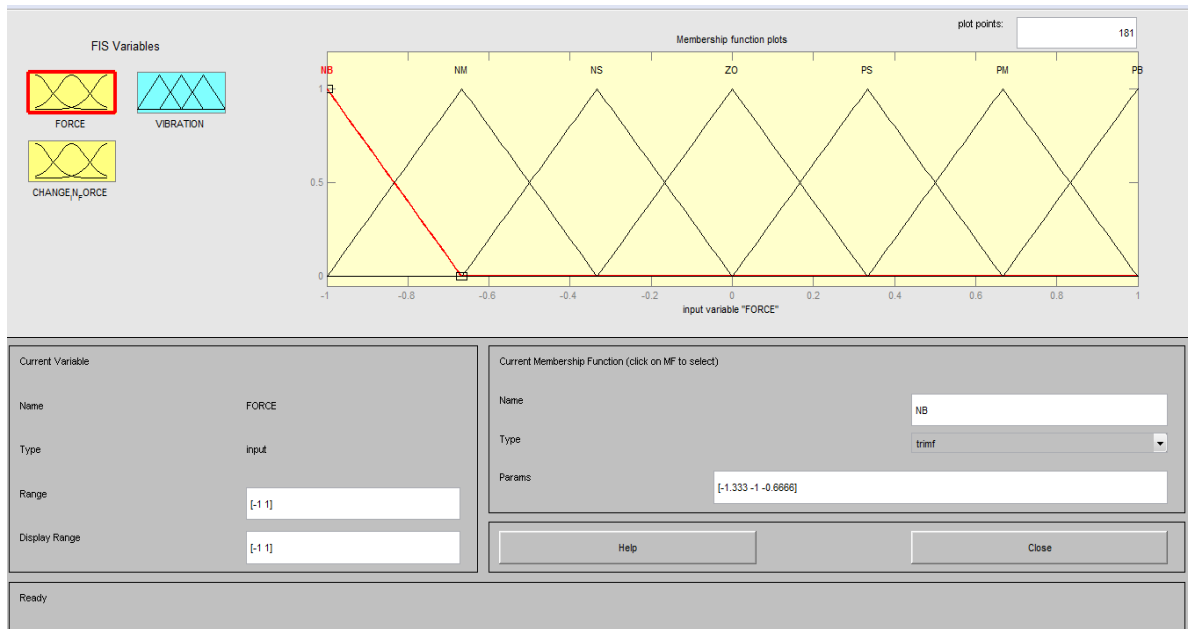 FIS Variables
FORCE
VIBRATION
CHANGE_IN_FORCE
plot points:
181
Membership function plots
NB NM NS ZO PS PM PB
1
0.5
0
-1 -0.8 -0.6 -0.4 -0.2 0 0.2 0.4 0.6 0.8 1
input variable "FORCE"
Current Variable
Name FORCE
Type input
Range [-1 1]
Display Range [-1 1]
Current Membership Function (click on MF to select)
Name NB
Type trimf
Params [-1.333 -1 -0.6666]
Help Close
Ready